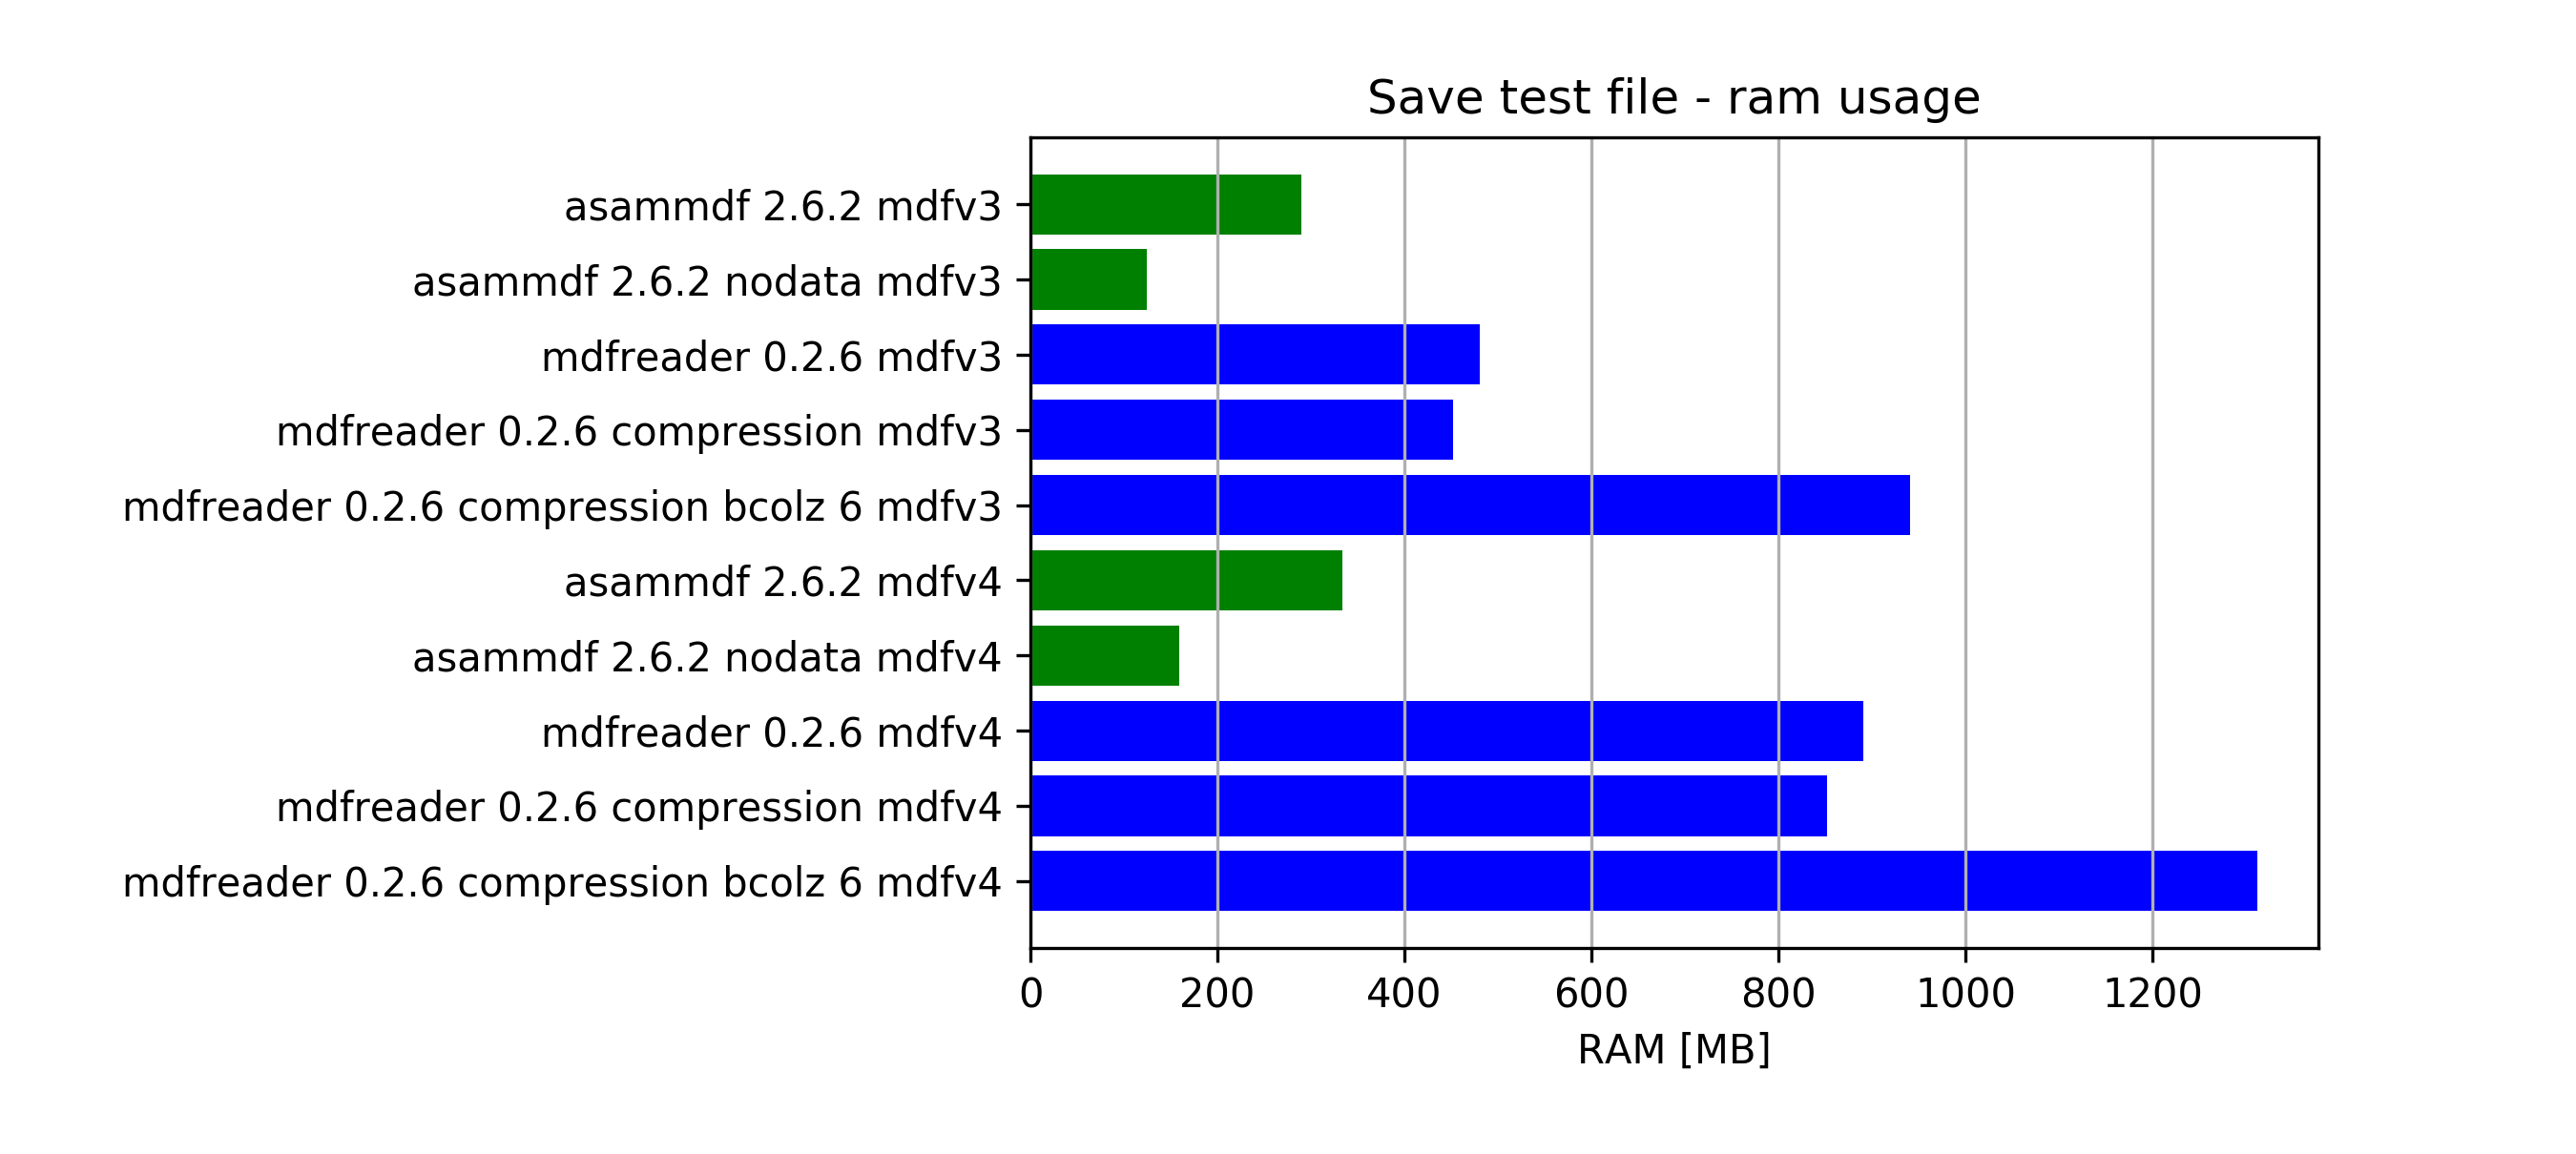 Save test file - ram usage
asammdf 2.6.2 mdfv3
asammdf 2.6.2 nodata mdfv3
mdfreader 0.2.6 mdfv3
mdfreader 0.2.6 compression mdfv3
mdfreader 0.2.6 compression bcolz 6 mdfv3
asammdf 2.6.2 mdfv4
asammdf 2.6.2 nodata mdfv4
mdfreader 0.2.6 mdfv4
mdfreader 0.2.6 compression mdfv4
mdfreader 0.2.6 compression bcolz 6 mdfv4
0 200 400 600 800 1000 1200
RAM [MB]